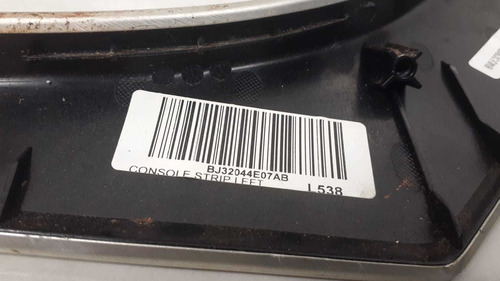 BJ32044E07AB
CONSOLE STRIP LEFT
L538